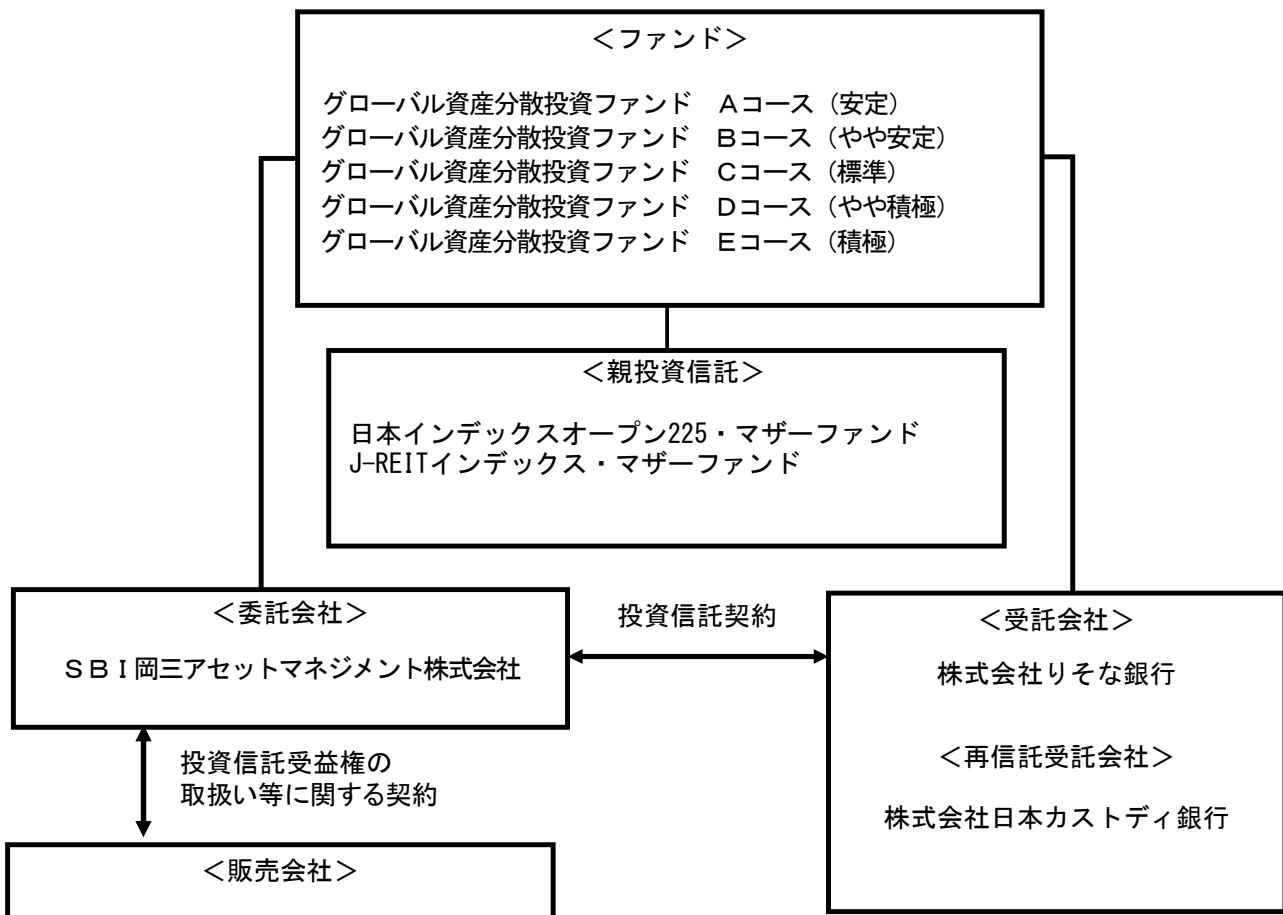 ＜ファンド＞
グローバル資産分散投資ファンド　Ａコース（安定）
グローバル資産分散投資ファンド　Ｂコース（やや安定）
グローバル資産分散投資ファンド　Ｃコース（標準）
グローバル資産分散投資ファンド　Ｄコース（やや積極）
グローバル資産分散投資ファンド　Ｅコース（積極）
＜親投資信託＞
日本インデックスオープン225・マザーファンド
J-REITインデックス・マザーファンド
＜委託会社＞
ＳＢＩ岡三アセットマネジメント株式会社
投資信託契約
＜受託会社＞
株式会社りそな銀行
＜再信託受託会社＞
株式会社日本カストディ銀行
投資信託受益権の
取扱い等に関する契約
＜販売会社＞